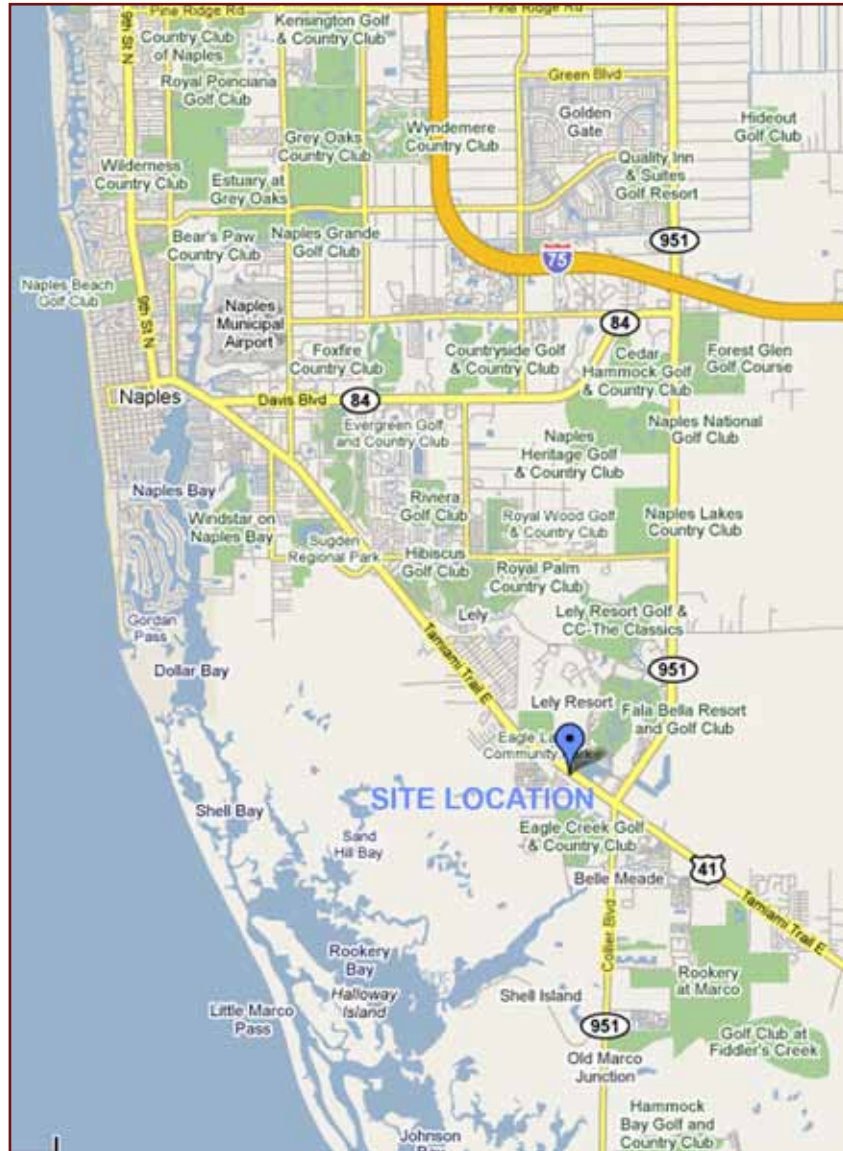 Pine Ridge Rd
Kensington Golf
& Country Club
Pine Ridge Rd
9th St N
Country Club
of Naples
Royal Poinciana
Golf Club
Green Blvd
Golden
Gate
Hideout
Golf Club
Grey Oaks
Country Club
Wyndemere
Country Club
Wilderness
Country Club
Estuary at
Grey Oaks
Quality Inn
& Suites
Golf Resort
Bear's Paw
Country Club
Naples Grande
Golf Club
951
75
Naples Beach
Golf Club
9th St N
Naples
Municipal
Airport
84
Foxfire
Country Club
Countryside Golf
& Country Club
Cedar
Hammock Golf
& Country Club
Forest Glen
Golf Course
Naples
Davis Blvd
84
Evergreen Golf
and Country Club
Naples National
Golf Club
Naples
Heritage Golf
& Country Club
Naples Bay
Windstar on
Naples Bay
Riviera
Golf Club
Royal Wood Golf
& Country Club
Naples Lakes
Country Club
Sugden
Regional Park
Hibiscus
Golf Club
Royal Palm
Country Club
Gordan
Pass
Lely
Lely Resort Golf &
CC-The Classics
Dollar Bay
Tamiami Trail E
951
Lely Resort
Fala Bella Resort
and Golf Club
Eagle
Community
SITE LOCATION
Shell Bay
Sand
Hill Bay
Eagle Creek Golf
& Country Club
41
Belle Meade
Tamiami Trail E
Collier Blvd
Rookery
Bay
Halloway
Island
Rookery
at Marco
Little Marco
Pass
Shell Island
951
Golf Club at
Fiddler's Creek
Old Marco
Junction
Hammock
Bay Golf and
Country Club
Johnson